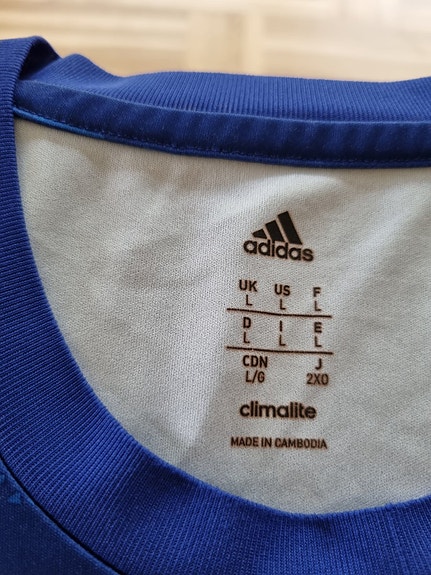 adidas
UK US F
L L L
D I E
L L L
CDN J
L/G 2XO
climalite
MADE IN CAMBODIA